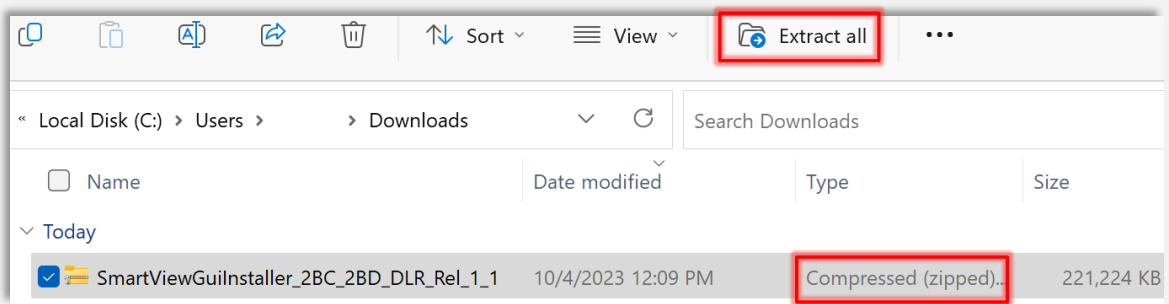 Sort View Extract all
« Local Disk (C:) > Users > > Downloads Search Downloads
Name Date modified Type Size
Today
SmartViewGuiInstaller_2BC_2BD_DLR_Rel_1_1 10/4/2023 12:09 PM Compressed (zipped)... 221,224 KB